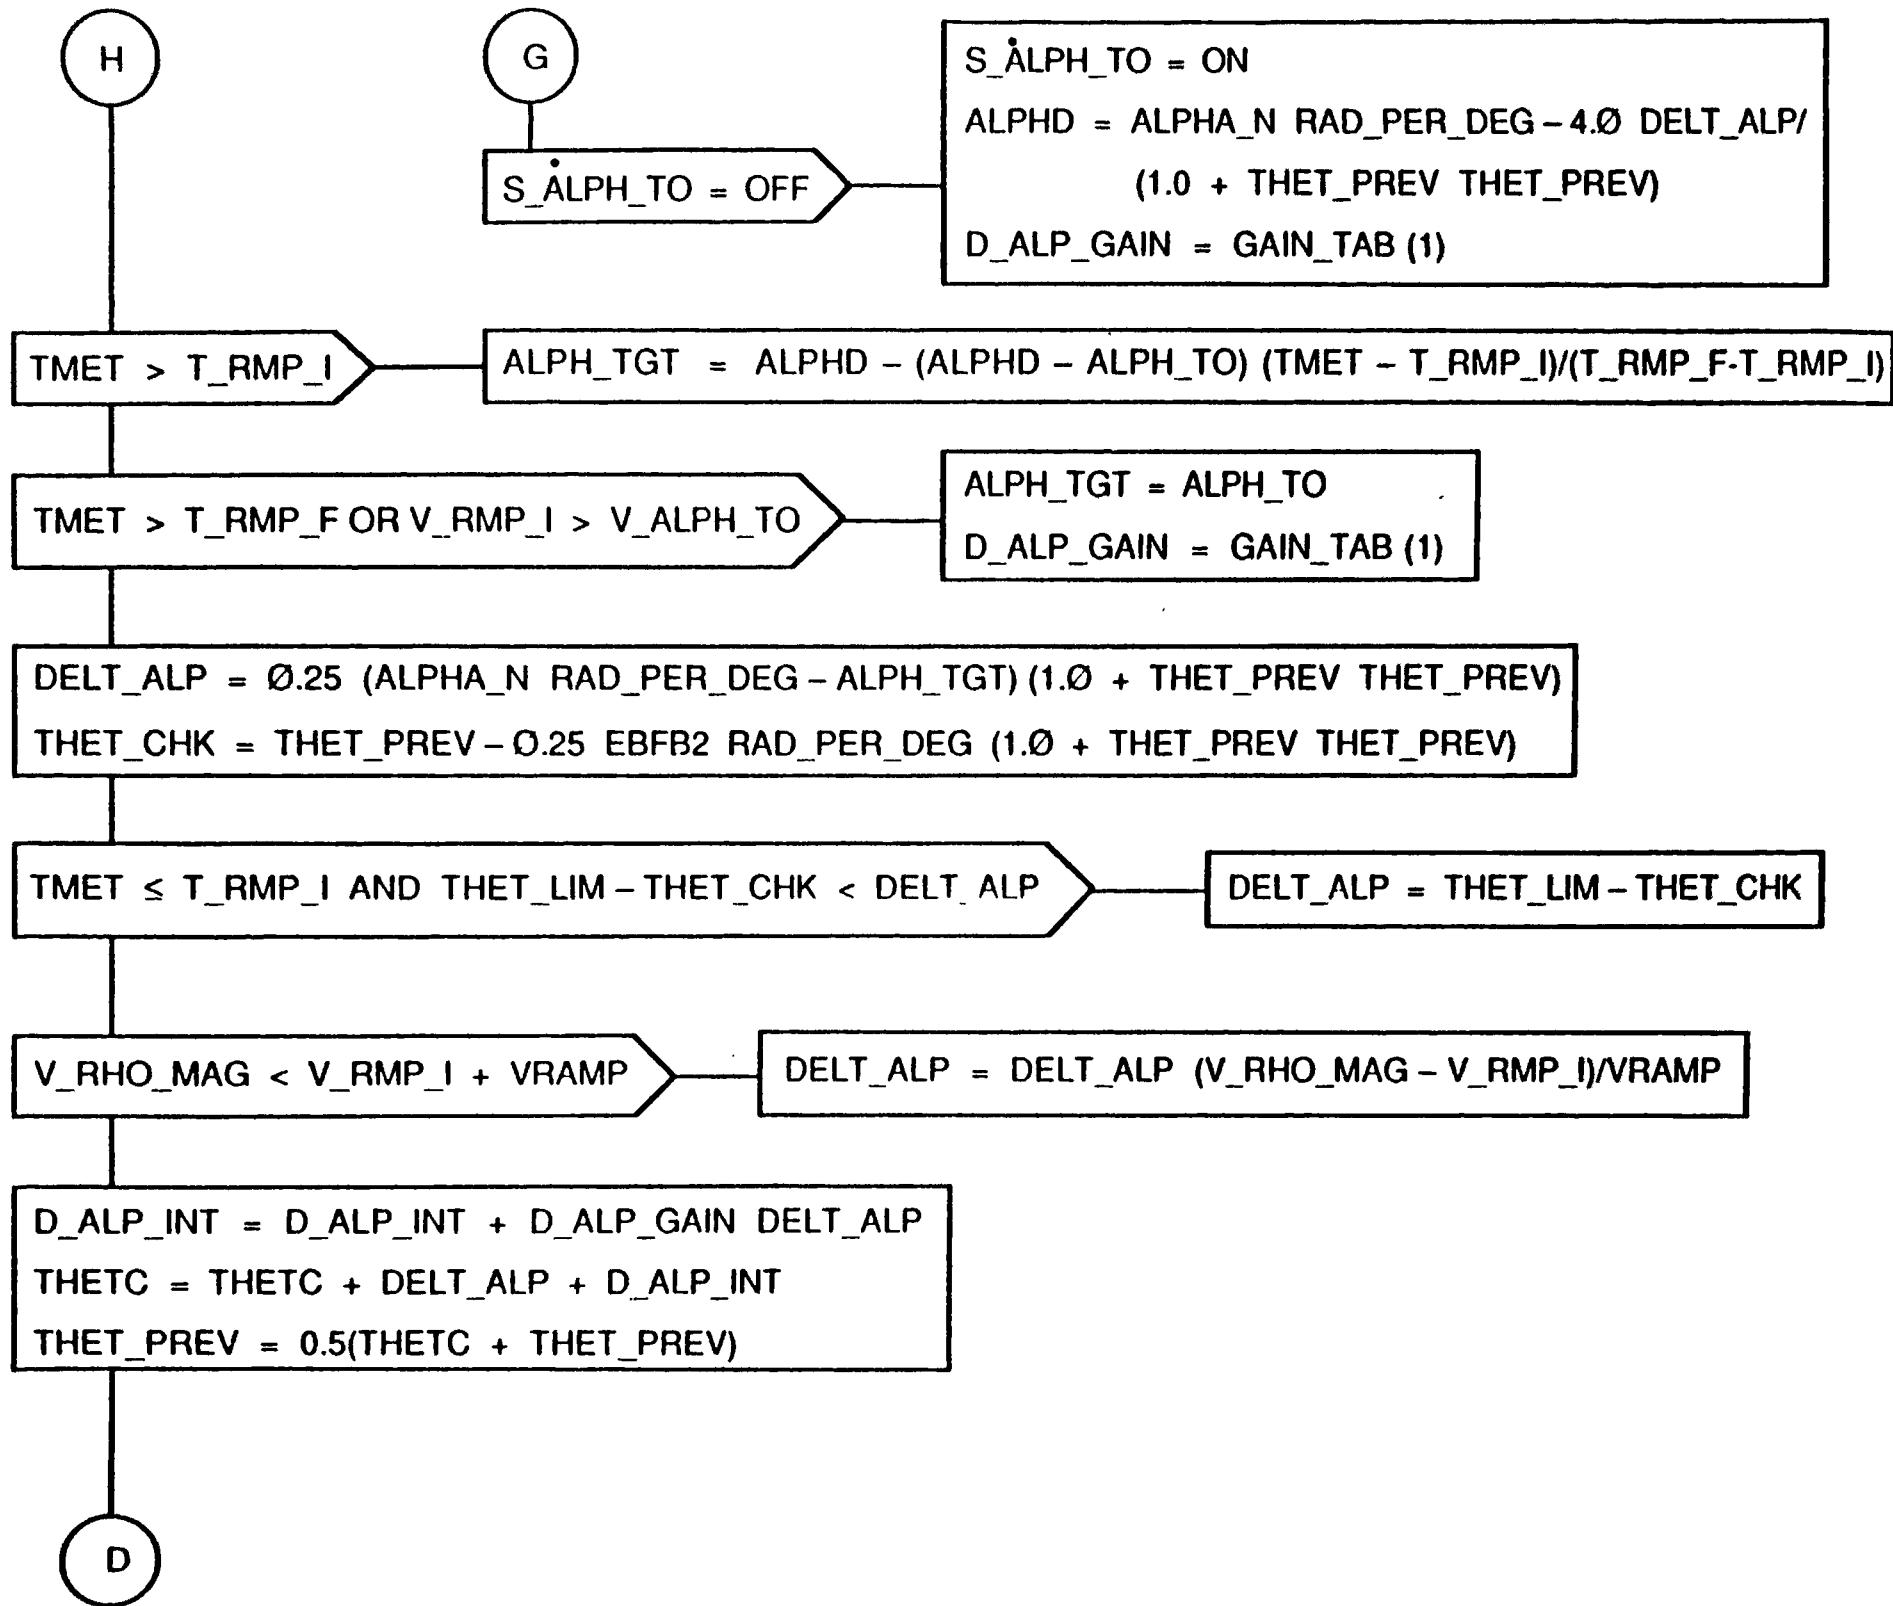 H
G
S_ȦLPH_TO = ON
ALPHD = ALPHA_N RAD_PER_DEG – 4.Ø DELT_ALP/
(1.0 + THET_PREV THET_PREV)
D_ALP_GAIN = GAIN_TAB (1)
S_ȦLPH_TO = OFF
TMET > T_RMP_I
ALPH_TGT = ALPHD – (ALPHD – ALPH_TO) (TMET – T_RMP_I)/(T_RMP_F-T_RMP_I)
TMET > T_RMP_F OR V_RMP_I > V_ALPH_TO
ALPH_TGT = ALPH_TO
D_ALP_GAIN = GAIN_TAB (1)
DELT_ALP = Ø.25 (ALPHA_N RAD_PER_DEG – ALPH_TGT) (1.Ø + THET_PREV THET_PREV)
THET_CHK = THET_PREV – 0.25 EBFB2 RAD_PER_DEG (1.Ø + THET_PREV THET_PREV)
TMET ≤ T_RMP_I AND THET_LIM – THET_CHK < DELT_ALP
DELT_ALP = THET_LIM – THET_CHK
V_RHO_MAG < V_RMP_I + VRAMP
DELT_ALP = DELT_ALP (V_RHO_MAG – V_RMP_I)/VRAMP
D_ALP_INT = D_ALP_INT + D_ALP_GAIN DELT_ALP
THETC = THETC + DELT_ALP + D_ALP_INT
THET_PREV = 0.5(THETC + THET_PREV)
D